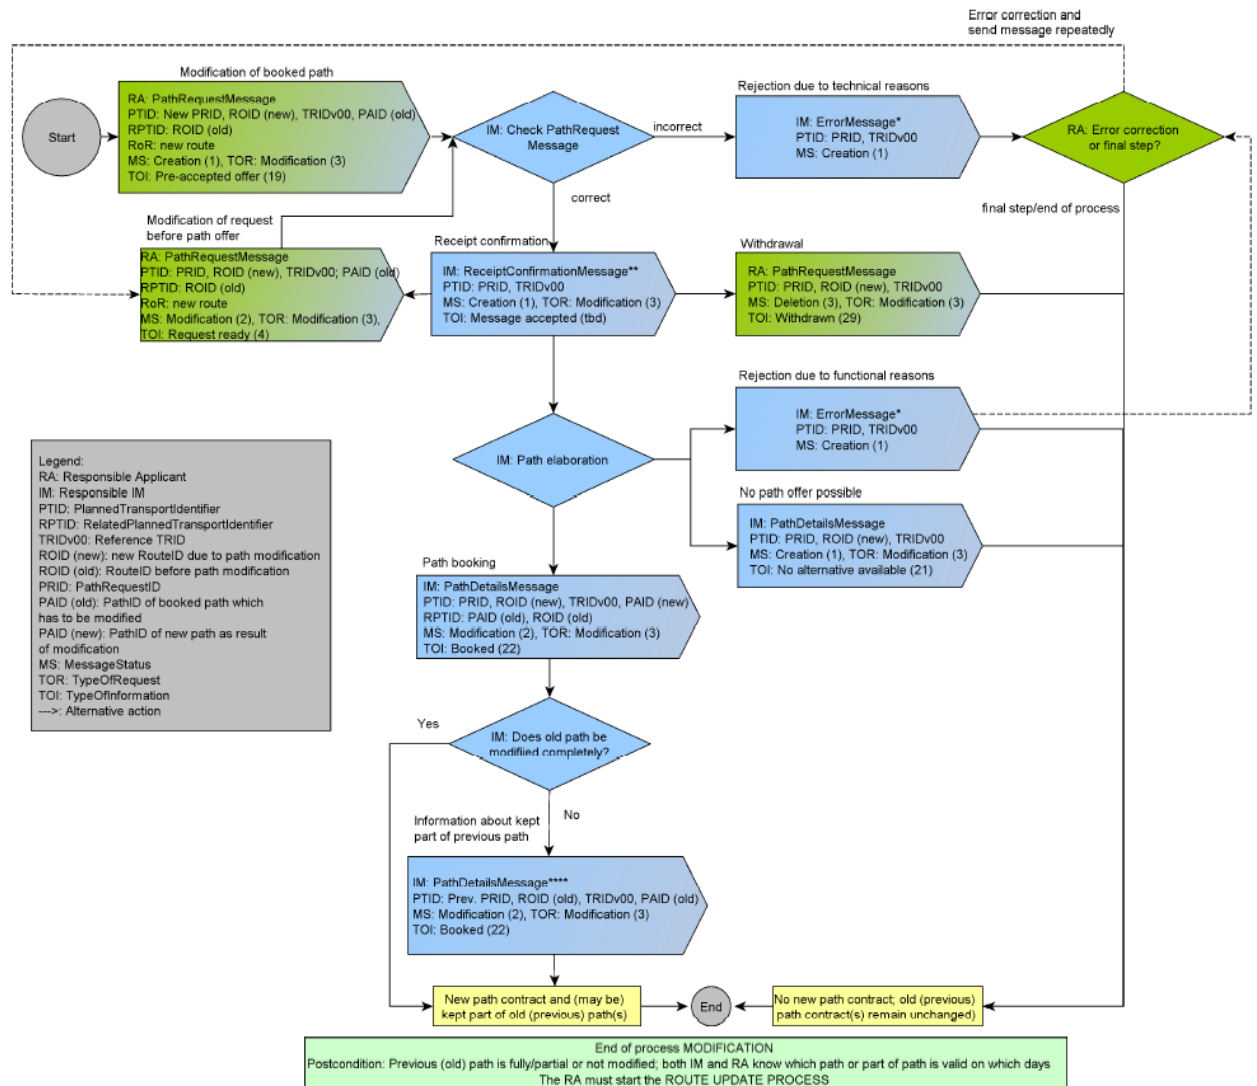 Error correction and
send message repeatedly
Modification of booked path
Start
RA: PathRequestMessage
PTID: New PRID, ROID (new), TRIDv00, PAID (old)
RPTID: ROID (old)
RoR: new route
MS: Creation (1), TOR: Modification (3)
TOI: Pre-accepted offer (19)
IM: Check PathRequest
Message
incorrect
correct
Rejection due to technical reasons
IM: ErrorMessage*
PTID: PRID, TRIDv00
MS: Creation (1)
RA: Error correction
or final step?
final step/end of process
Modification of request
before path offer
RA: PathRequestMessage
PTID: PRID, ROID (new), TRIDv00; PAID (old)
RPTID: ROID (old)
RoR: new route
MS: Modification (2), TOR: Modification (3),
TOI: Request ready (4)
Receipt confirmation
IM: ReceiptConfirmationMessage**
PTID: PRID, TRIDv00
MS: Creation (1), TOR: Modification (3)
TOI: Message accepted (tbd)
Withdrawal
RA: PathRequestMessage
PTID: PRID, ROID (new), TRIDv00
MS: Deletion (3), TOR: Modification (3)
TOI: Withdrawn (29)
IM: Path elaboration
Rejection due to functional reasons
IM: ErrorMessage*
PTID: PRID, TRIDv00
MS: Creation (1)
No path offer possible
IM: PathDetailsMessage
PTID: PRID, ROID (new), TRIDv00
MS: Creation (1), TOR: Modification (3)
TOI: No alternative available (21)
Legend:
RA: Responsible Applicant
IM: Responsible IM
PTID: PlannedTransportIdentifier
RPTID: RelatedPlannedTransportIdentifier
TRIDv00: Reference TRID
ROID (new): new RouteID due to path modification
ROID (old): RouteID before path modification
PRID: PathRequestID
PAID (old): PathID of booked path which
has to be modified
PAID (new): PathID of new path as result
of modification
MS: MessageStatus
TOR: TypeOfRequest
TOI: TypeOfInformation
--->: Alternative action
Path booking
IM: PathDetailsMessage
PTID: PRID, ROID (new), TRIDv00, PAID (new)
RPTID: PAID (old), ROID (old)
MS: Modification (2), TOR: Modification (3)
TOI: Booked (22)
Yes
IM: Does old path be
modified completely?
No
Information about kept
part of previous path
IM: PathDetailsMessage****
PTID: Prev. PRID, ROID (old), TRIDv00, PAID (old)
MS: Modification (2), TOR: Modification (3)
TOI: Booked (22)
New path contract and (may be)
kept part of old (previous) path(s)
End
No new path contract; old (previous)
path contract(s) remain unchanged)
End of process MODIFICATION
Postcondition: Previous (old) path is fully/partial or not modified; both IM and RA know which path or part of path is valid on which days
The RA must start the ROUTE UPDATE PROCESS